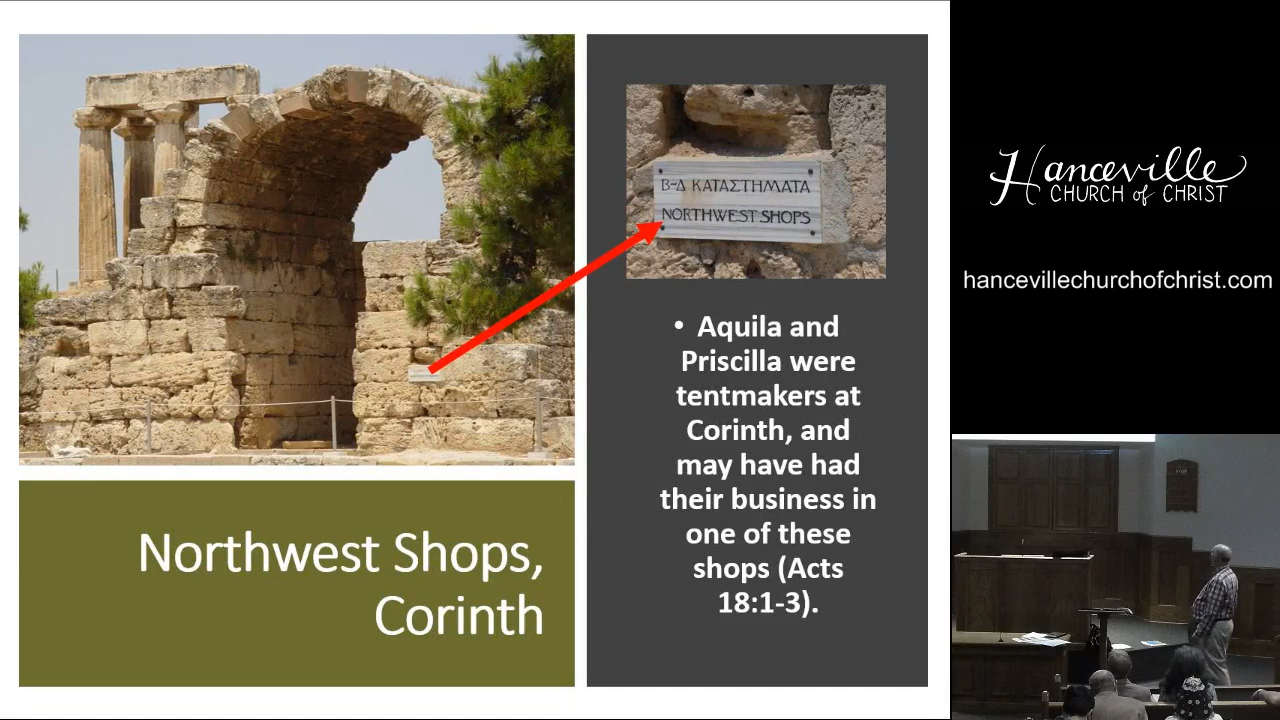 Β-Δ ΚΑΤΑΣΤΗΜΑΤΑ
NORTHWEST SHOPS
• Aquila and
Priscilla were
tentmakers at
Corinth, and
may have had
their business in
one of these
shops (Acts
18:1-3).
Northwest Shops,
Corinth
Hanceville
CHURCH of CHRIST
hancevillechurchofchrist.com